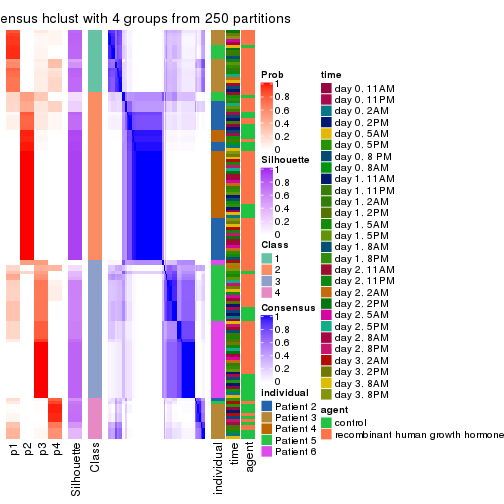 ensus hclust with 4 groups from 250 partitions
Prob
1
0.8
0.6
0.4
0.2
0
Silhouette
1
0.8
0.6
0.4
0.2
0
Class
1
2
3
4
Consensus
1
0.8
0.6
0.4
0.2
0
individual
Patient 2
Patient 3
Patient 4
Patient 5
Patient 6
time
day 0. 11AM
day 0. 11PM
day 0. 2AM
day 0. 2PM
day 0. 5AM
day 0. 5PM
day 0. 8 PM
day 0. 8AM
day 1. 11AM
day 1. 11PM
day 1. 2AM
day 1. 2PM
day 1. 5AM
day 1. 5PM
day 1. 8AM
day 1. 8PM
day 2. 11AM
day 2. 11PM
day 2. 2AM
day 2. 2PM
day 2. 5AM
day 2. 5PM
day 2. 8AM
day 2. 8PM
day 3. 2AM
day 3. 2PM
day 3. 8AM
day 3. 8PM
agent
control
recombinant human growth hormone
p1
p2
p3
p4
Silhouette
Class
individual
time
agent